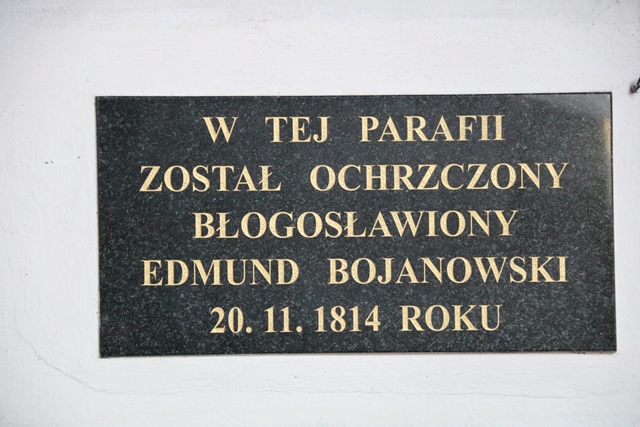 W TEJ PARAFII
ZOSTAŁ OCHRZCZONY
BŁOGOSŁAWIONY
EDMUND BOJANOWSKI
20. 11. 1814 ROKU